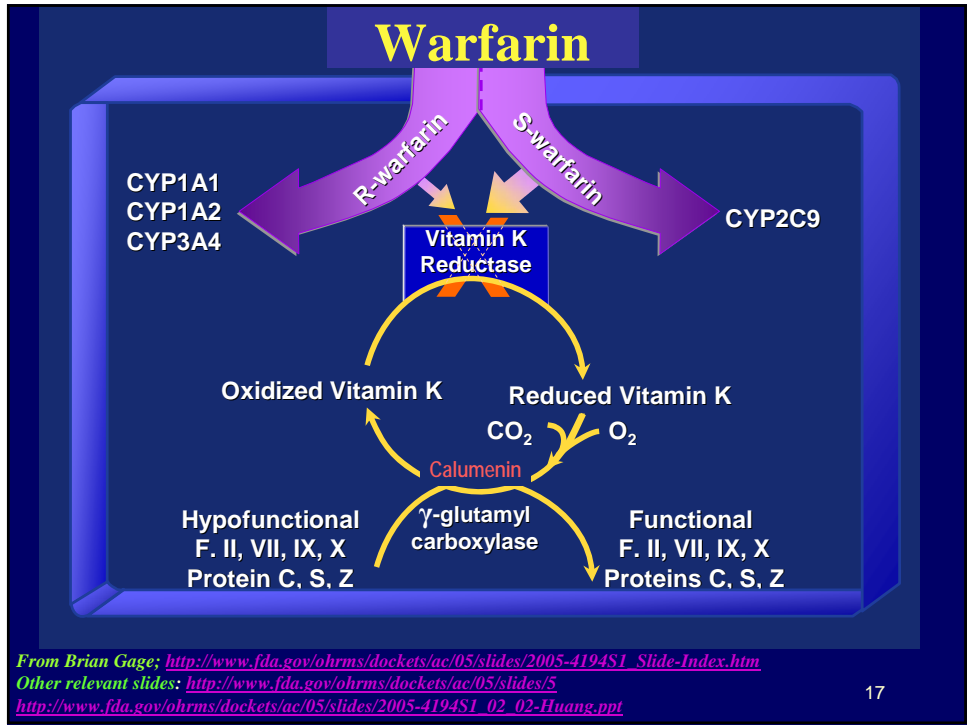 Warfarin
R-warfarin
S-warfarin
CYP1A1
CYP1A2
CYP3A4
CYP2C9
Vitamin K
Reductase
Oxidized Vitamin K
Reduced Vitamin K
CO₂
O₂
Calumenin
Hypofunctional
F. II, VII, IX, X
Protein C, S, Z
γ-glutamyl
carboxylase
Functional
F. II, VII, IX, X
Proteins C, S, Z
From Brian Gage; http://www.fda.gov/ohrms/dockets/ac/05/slides/2005-4194S1_Slide-Index.htm
Other relevant slides: http://www.fda.gov/ohrms/dockets/ac/05/slides/5
http://www.fda.gov/ohrms/dockets/ac/05/slides/2005-4194S1_02_02-Huang.ppt
17